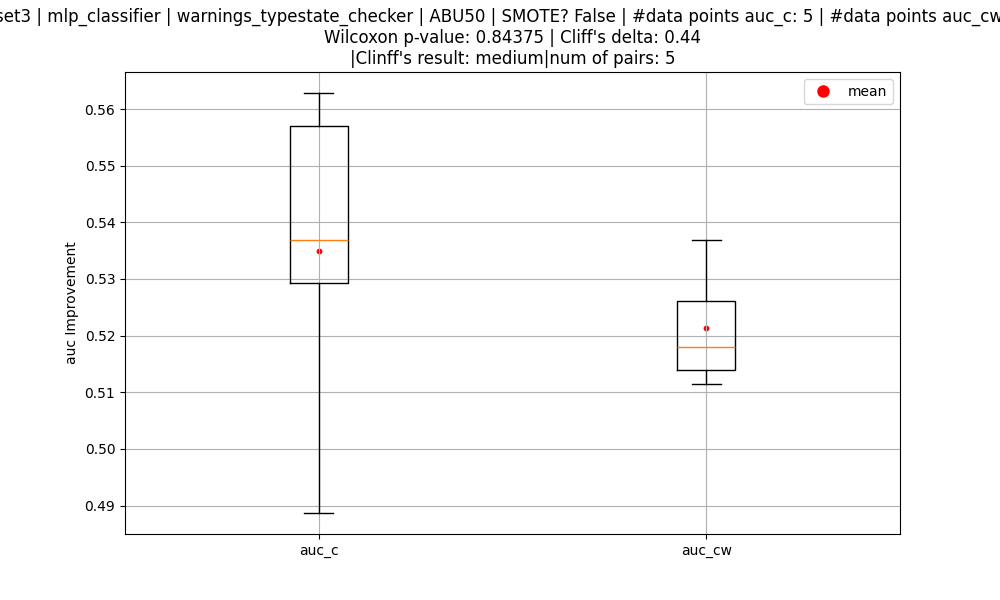 set3 | mlp_classifier | warnings_typestate_checker | ABU50 | SMOTE? False | #data points auc_c: 5 | #data points auc_cw
Wilcoxon p-value: 0.84375 | Cliff's delta: 0.44
|Clinff's result: medium|num of pairs: 5
mean
0.56
0.55
0.54
0.53
0.52
0.51
0.50
0.49
auc Improvement
auc_c
auc_cw